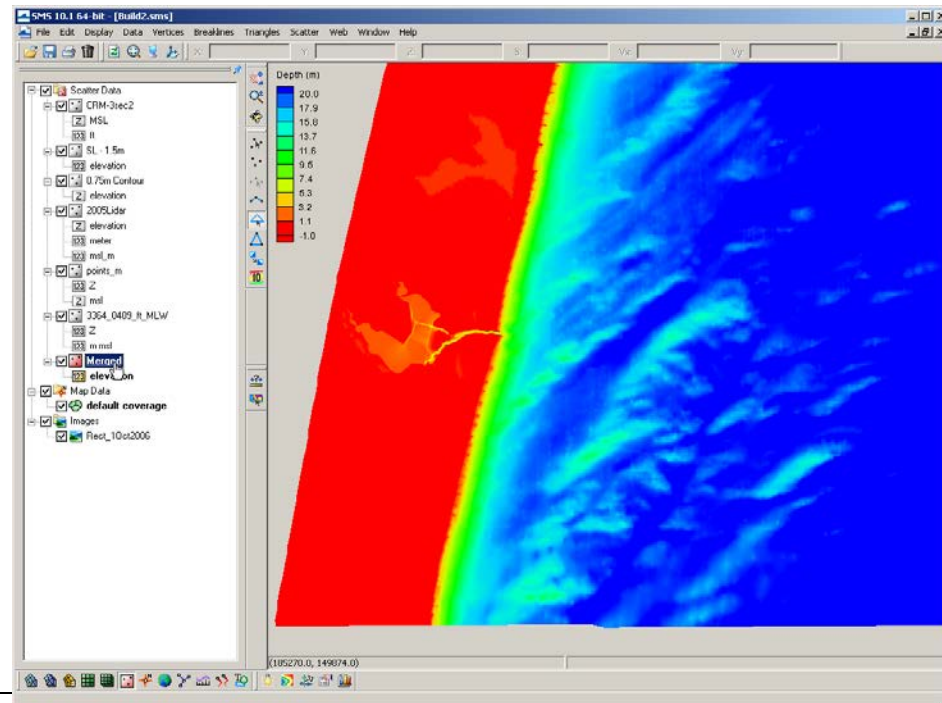 SMS 10.1 64-bit - [Build2.sms]
File Edit Display Data Vertices Breaklines Triangles Scatter Web Window Help
X: Y: Z: S: Vx: Vy:
Scatter Data
CRM-3sec2
MSL
ft
SL - 1.5m
elevation
0.75m Contour
elevation
2005Lidar
elevation
meter
msl_m
points_m
Z
msl
3364_0409_ft_MLW
Z
m msl
Merged
elevation
Map Data
default coverage
Images
Rect_1Oct2006
Depth (m)
20.0
17.9
15.8
13.7
11.6
9.5
7.4
5.3
3.2
1.1
-1.0
(185270.0, 149874.0)